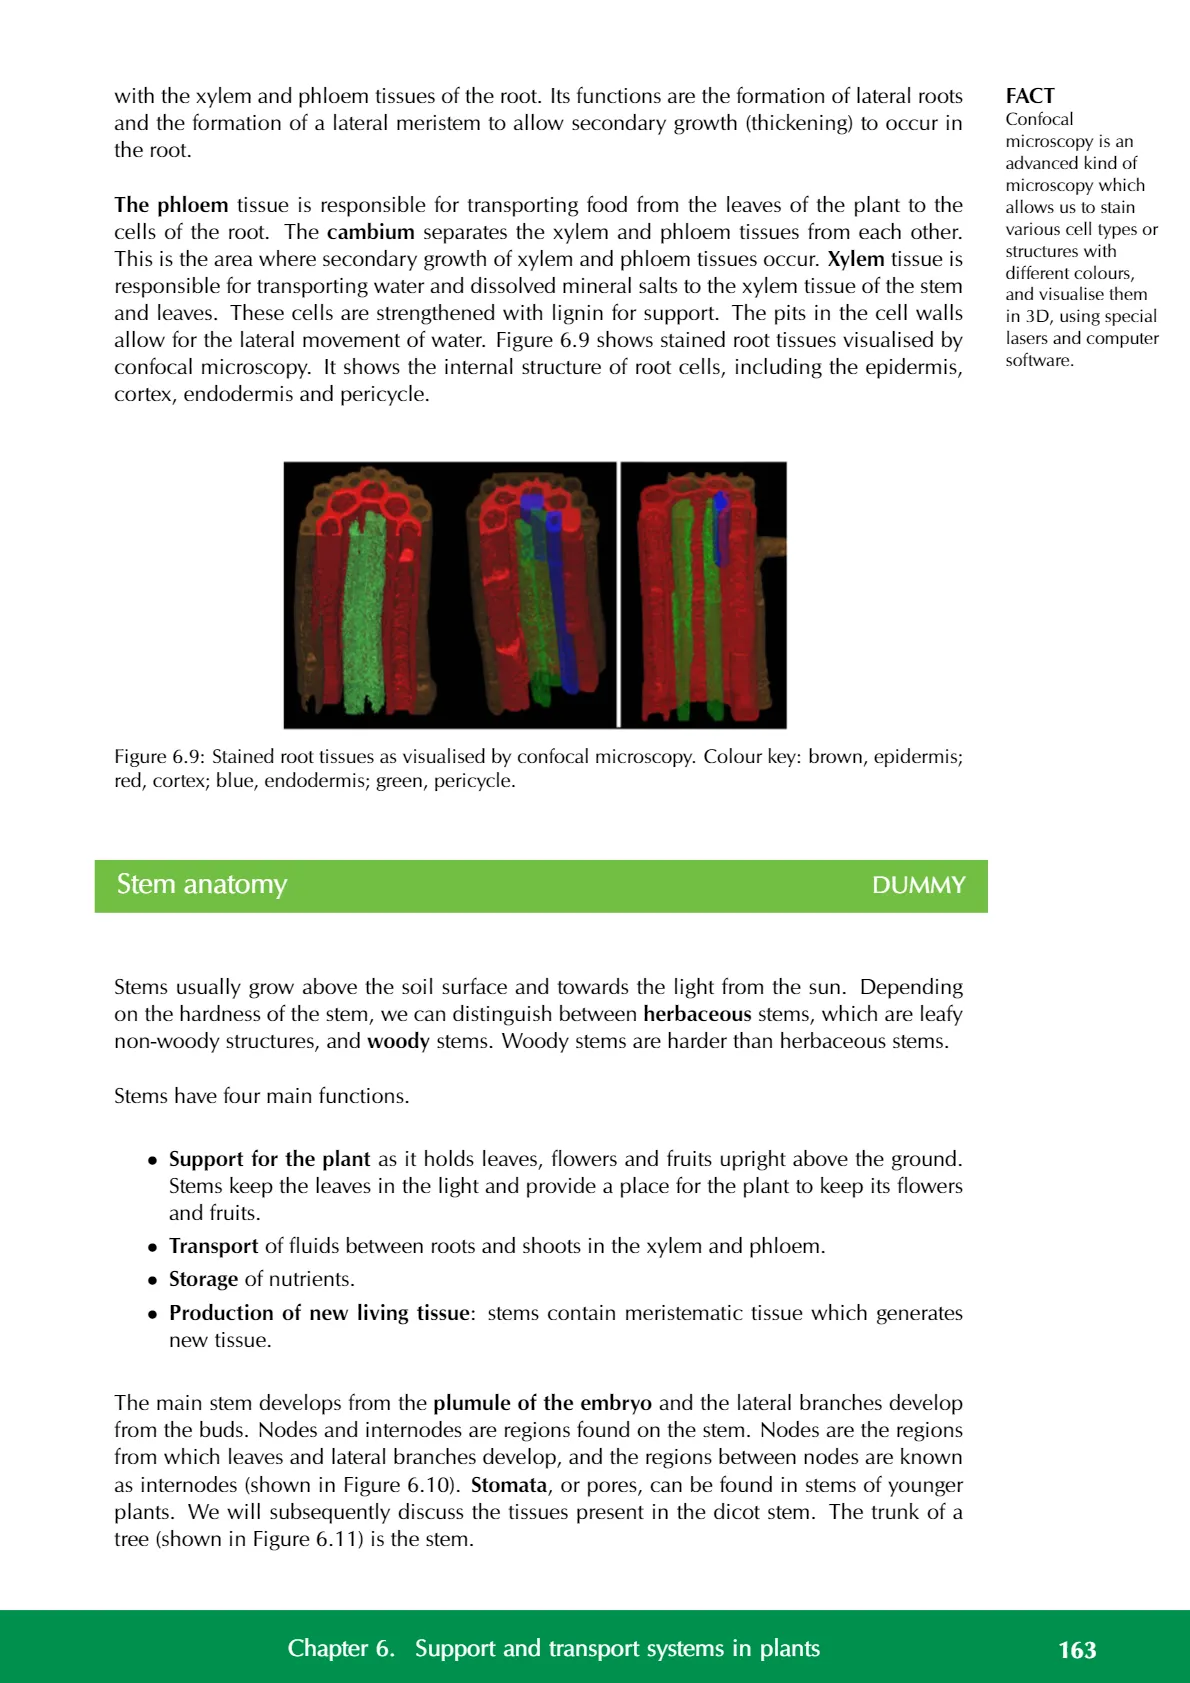 with the xylem and phloem tissues of the root. Its functions are the formation of lateral roots
and the formation of a lateral meristem to allow secondary growth (thickening) to occur in
the root.
The phloem tissue is responsible for transporting food from the leaves of the plant to the
cells of the root. The cambium separates the xylem and phloem tissues from each other.
This is the area where secondary growth of xylem and phloem tissues occur. Xylem tissue is
responsible for transporting water and dissolved mineral salts to the xylem tissue of the stem
and leaves. These cells are strengthened with lignin for support. The pits in the cell walls
allow for the lateral movement of water. Figure 6.9 shows stained root tissues visualised by
confocal microscopy. It shows the internal structure of root cells, including the epidermis,
cortex, endodermis and pericycle.
FACT
Confocal
microscopy is an
advanced kind of
microscopy which
allows us to stain
various cell types or
structures with
different colours,
and visualise them
in 3D, using special
lasers and computer
software.
Figure 6.9: Stained root tissues as visualised by confocal microscopy. Colour key: brown, epidermis;
red, cortex; blue, endodermis; green, pericycle.
Stem anatomy DUMMY
Stems usually grow above the soil surface and towards the light from the sun. Depending
on the hardness of the stem, we can distinguish between herbaceous stems, which are leafy
non-woody structures, and woody stems. Woody stems are harder than herbaceous stems.
Stems have four main functions.
• Support for the plant as it holds leaves, flowers and fruits upright above the ground.
Stems keep the leaves in the light and provide a place for the plant to keep its flowers
and fruits.
• Transport of fluids between roots and shoots in the xylem and phloem.
• Storage of nutrients.
• Production of new living tissue: stems contain meristematic tissue which generates
new tissue.
The main stem develops from the plumule of the embryo and the lateral branches develop
from the buds. Nodes and internodes are regions found on the stem. Nodes are the regions
from which leaves and lateral branches develop, and the regions between nodes are known
as internodes (shown in Figure 6.10). Stomata, or pores, can be found in stems of younger
plants. We will subsequently discuss the tissues present in the dicot stem. The trunk of a
tree (shown in Figure 6.11) is the stem.
Chapter 6. Support and transport systems in plants 163